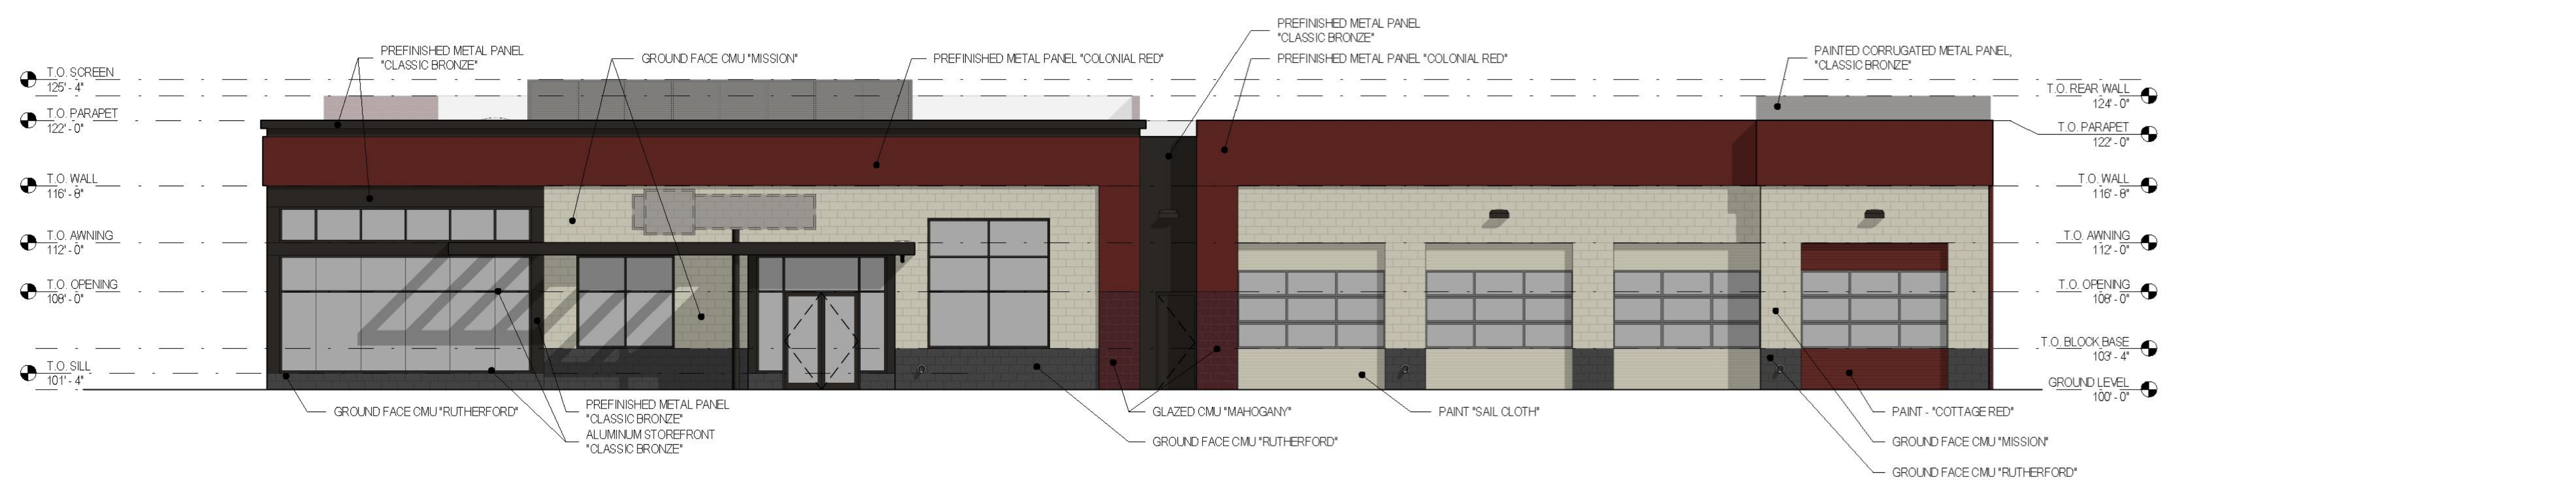 PREFINISHED METAL PANEL
"CLASSIC BRONZE"
GROUND FACE CMU "MISSION"
PREFINISHED METAL PANEL "COLONIAL RED"
PREFINISHED METAL PANEL
"CLASSIC BRONZE"
PREFINISHED METAL PANEL "COLONIAL RED"
PAINTED CORRUGATED METAL PANEL,
"CLASSIC BRONZE"
T.O. SCREEN
125' - 4"
T.O. PARAPET
122' - 0"
T.O. WALL
116' - 8"
T.O. AWNING
112' - 0"
T.O. OPENING
108' - 0"
T.O. SILL
101' - 4"
T.O. REAR WALL
124' - 0"
T.O. PARAPET
122' - 0"
T.O. WALL
116' - 8"
T.O. AWNING
112' - 0"
T.O. OPENING
108' - 0"
T.O. BLOCK BASE
103' - 4"
GROUND LEVEL
100' - 0"
GROUND FACE CMU "RUTHERFORD"
PREFINISHED METAL PANEL
"CLASSIC BRONZE"
ALUMINUM STOREFRONT
"CLASSIC BRONZE"
GLAZED CMU "MAHOGANY"
GROUND FACE CMU "RUTHERFORD"
PAINT "SAIL CLOTH"
PAINT - "COTTAGE RED"
GROUND FACE CMU "MISSION"
GROUND FACE CMU "RUTHERFORD"